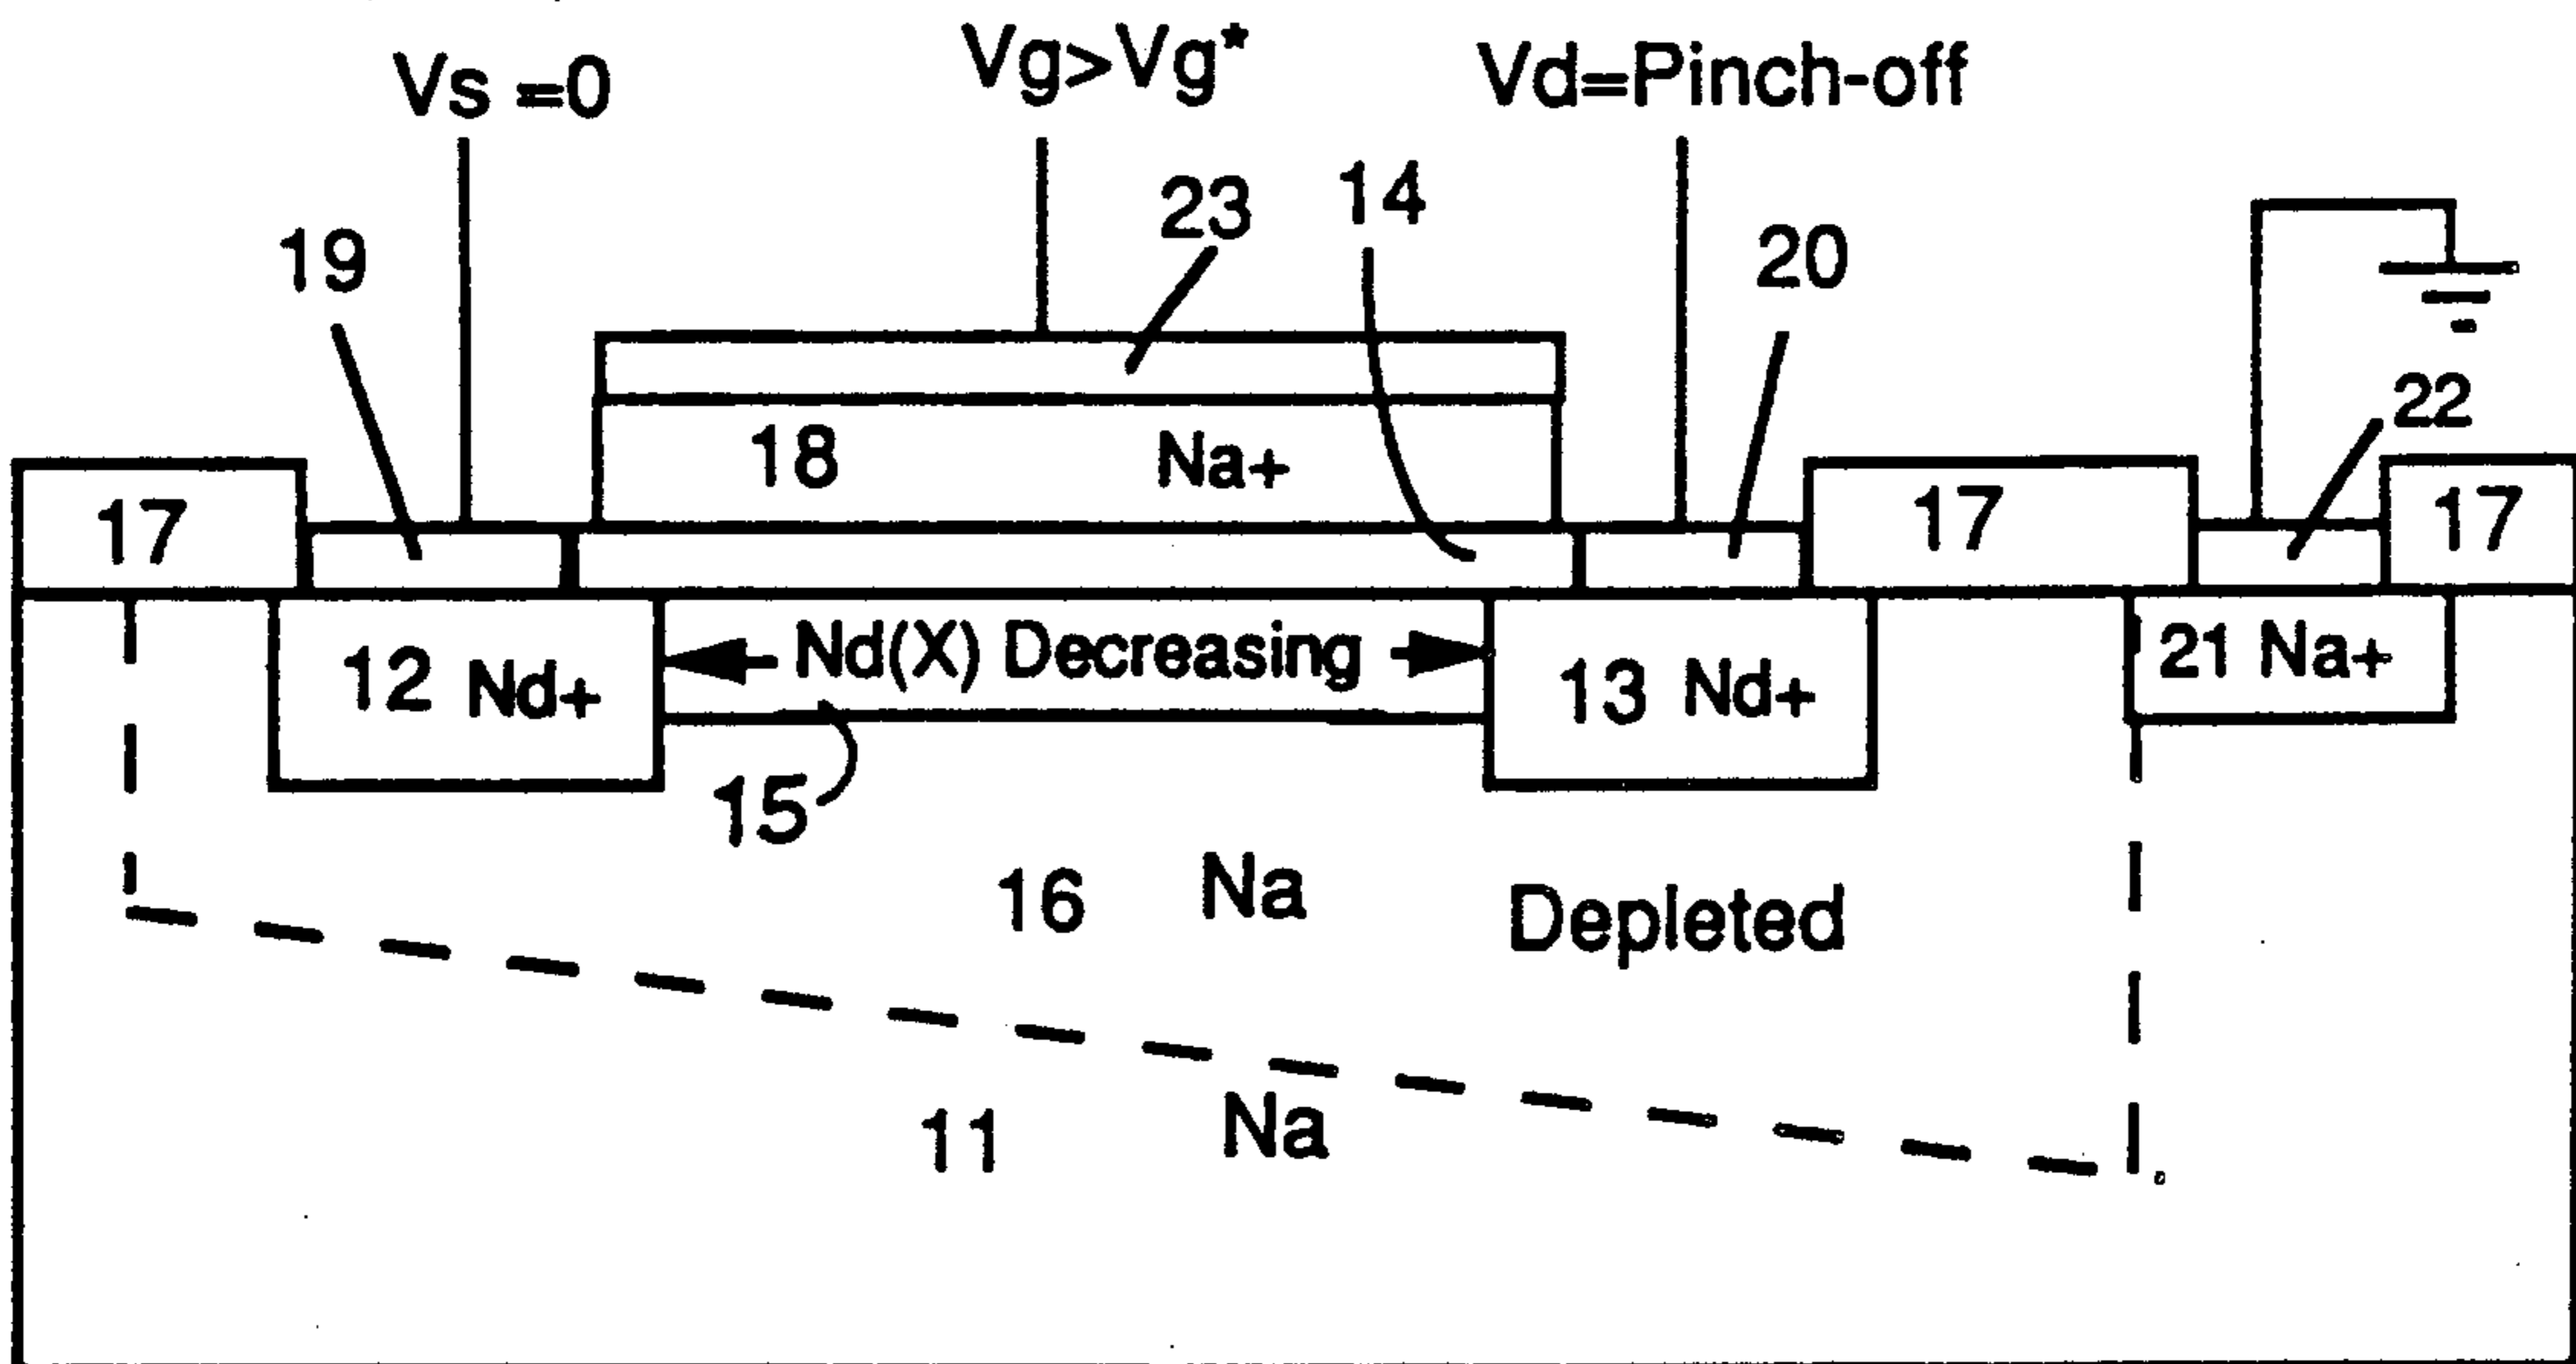 Vs =0
Vg>Vg*
Vd=Pinch-off
19
23
14
20
22
17
18
Na+
17
17
12 Nd+
Nd(X) Decreasing
13 Nd+
21 Na+
15
16
Na
Depleted
11
Na